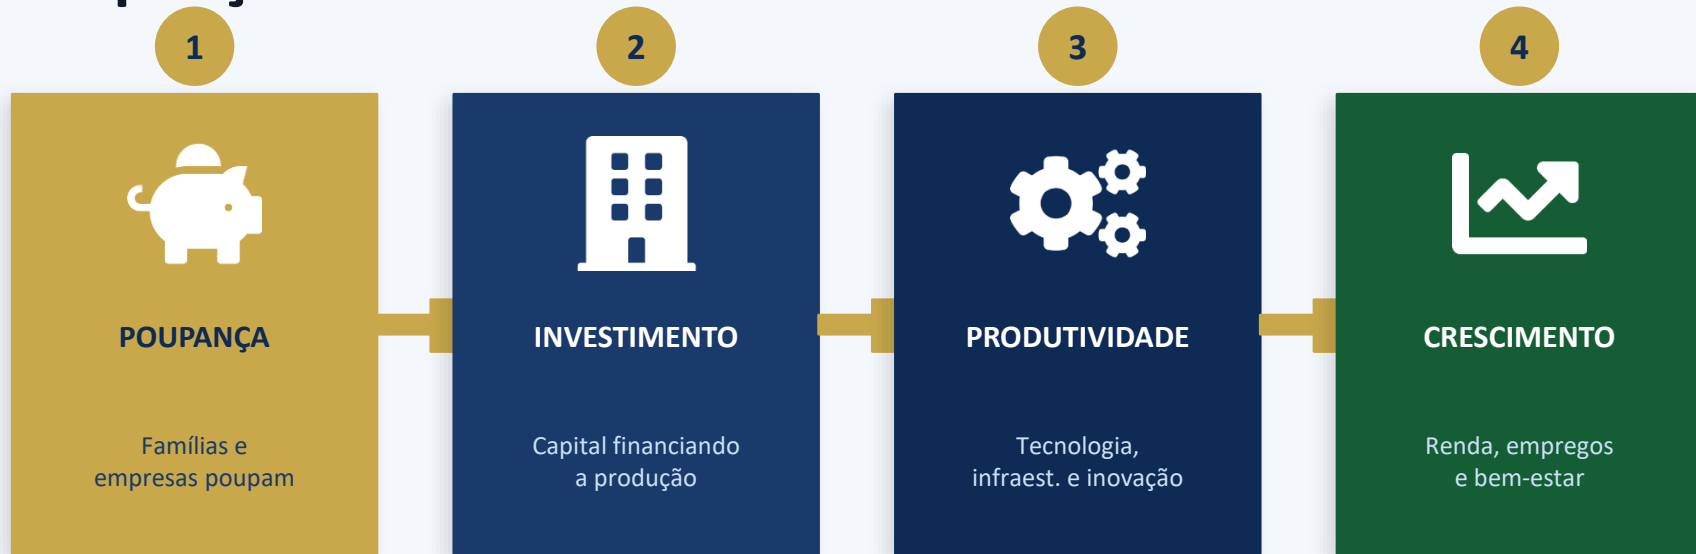 1
2
3
4
POUPANÇA
INVESTIMENTO
PRODUTIVIDADE
CRESCIMENTO
Famílias e
empresas poupam
Capital financiando
a produção
Tecnologia,
infraest. e inovação
Renda, empregos
e bem-estar